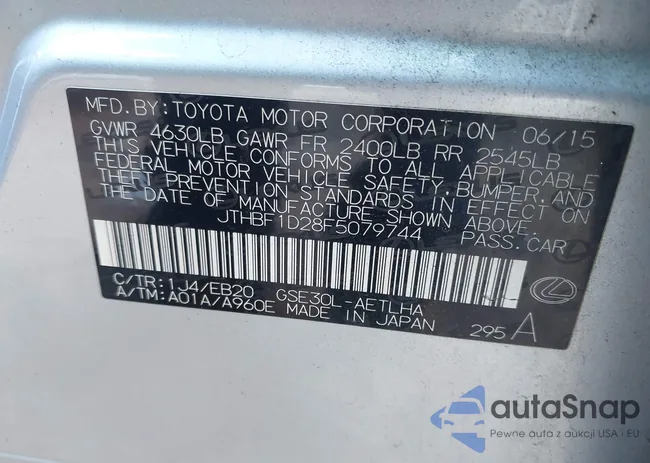 MFD. BY: TOYOTA MOTOR CORPORATION 06/15
GVWR 4630LB GAWR FR 2400LB RR 2545LB
THIS VEHICLE CONFORMS TO ALL APPLICABLE
FEDERAL MOTOR VEHICLE SAFETY, BUMPER, AND
THEFT PREVENTION STANDARDS IN EFFECT ON
THE DATE OF MANUFACTURE SHOWN ABOVE.
JTHBF1D28F5079744 PASS. CAR
C/TR: 1J4/EB20 GSE30L-AETLHA
A/TM: A01A/A960E MADE IN JAPAN 295 A
autaSnap
Pewne auta z aukcji USA i EU